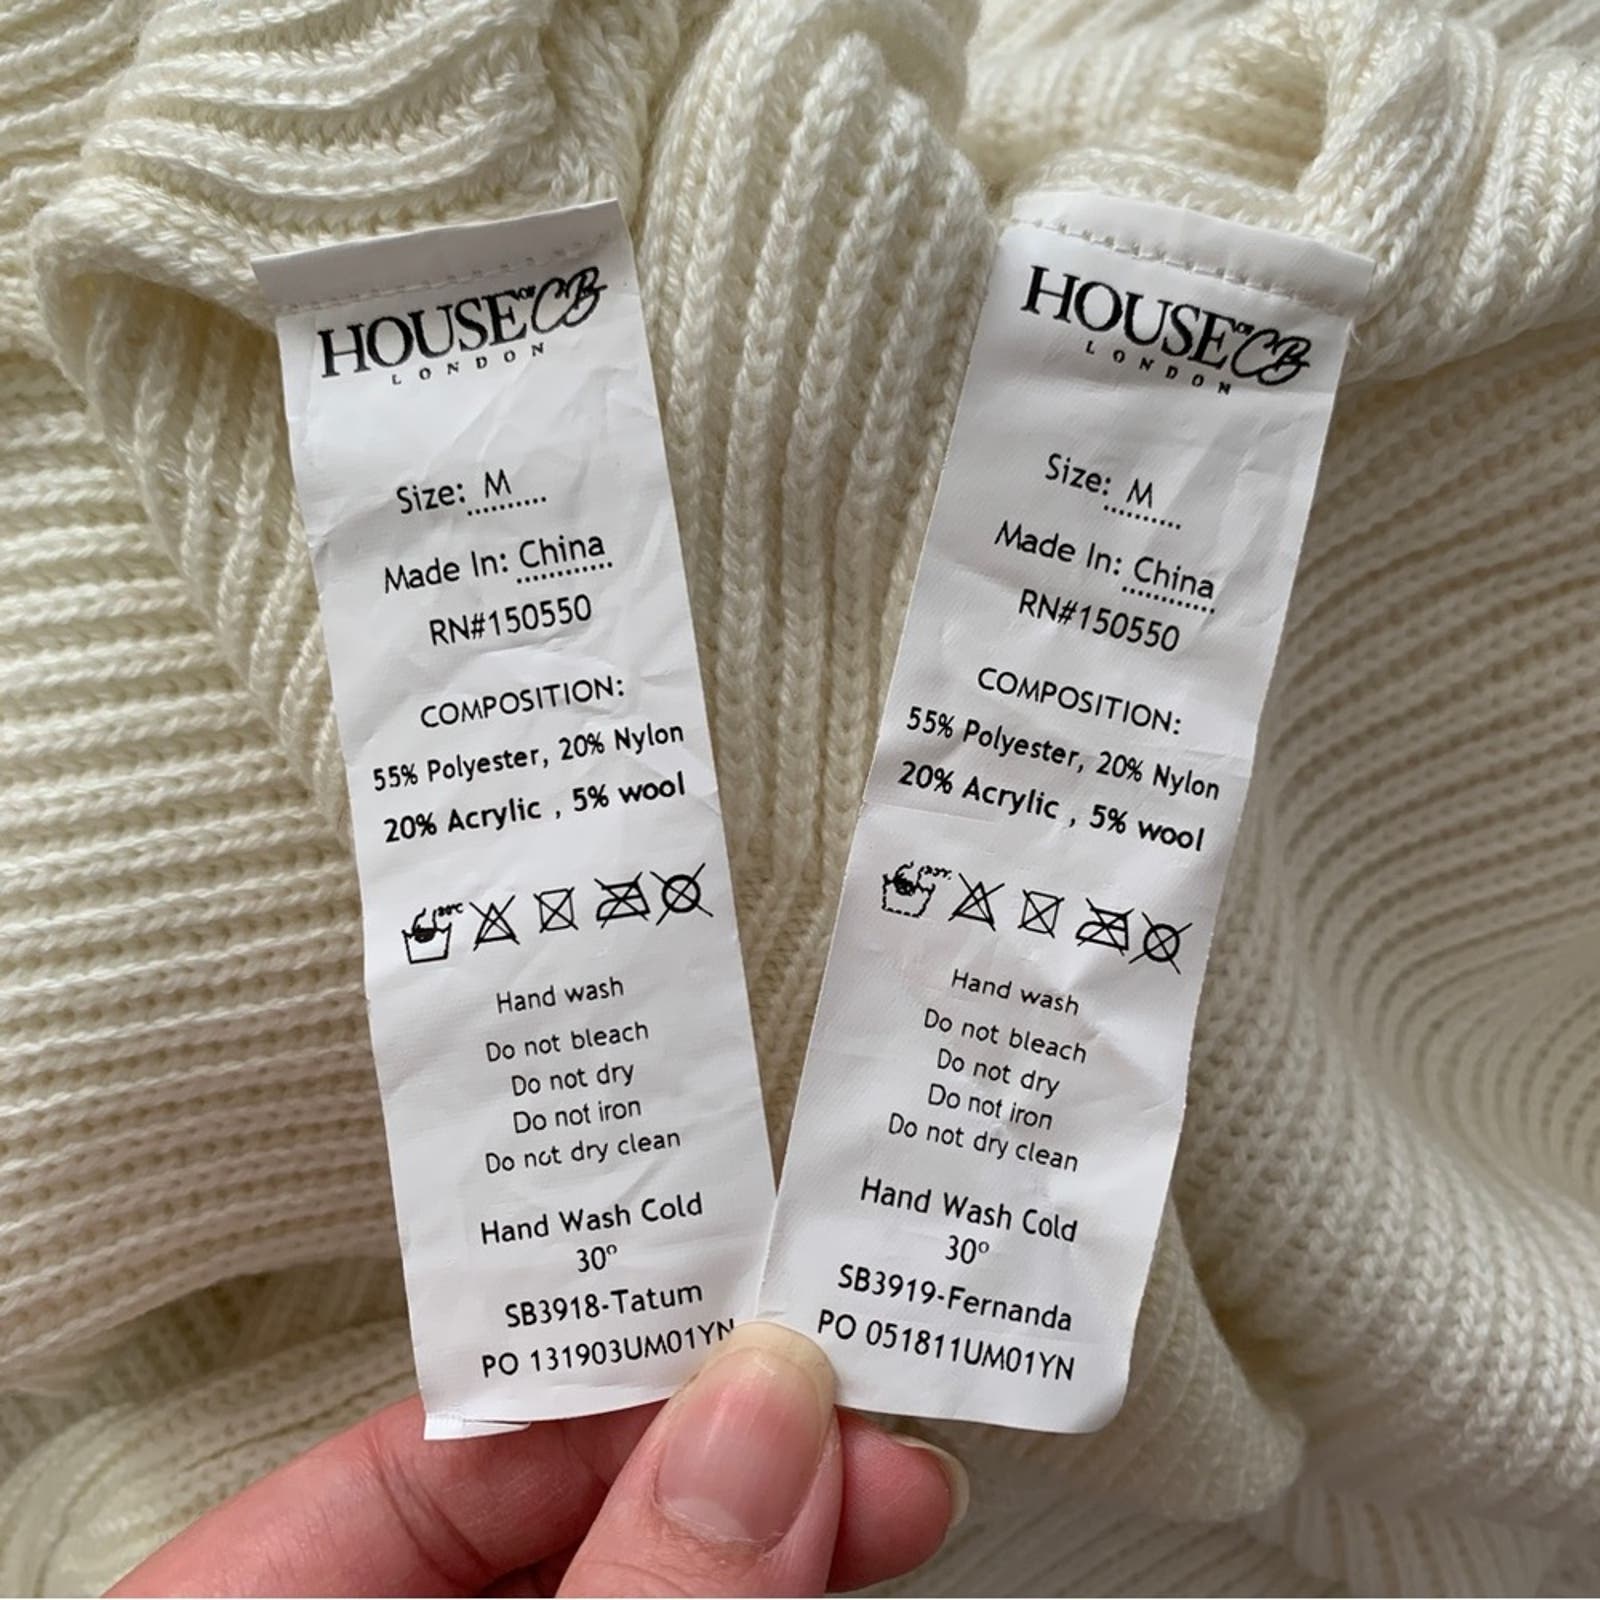 HOUSE OF CB
LONDON
Size: M
Made In: China
RN#150550
COMPOSITION:
55% Polyester, 20% Nylon
20% Acrylic , 5% wool
30°C
Hand wash
Do not bleach
Do not dry
Do not iron
Do not dry clean
Hand Wash Cold
30º
SB3918-Tatum
PO 131903UM01YN
HOUSE OF CB
LONDON
Size: M
Made In: China
RN#150550
COMPOSITION:
55% Polyester, 20% Nylon
20% Acrylic , 5% wool
Hand wash
Do not bleach
Do not dry
Do not iron
Do not dry clean
Hand Wash Cold
30º
SB3919-Fernanda
PO 051811UM01YN